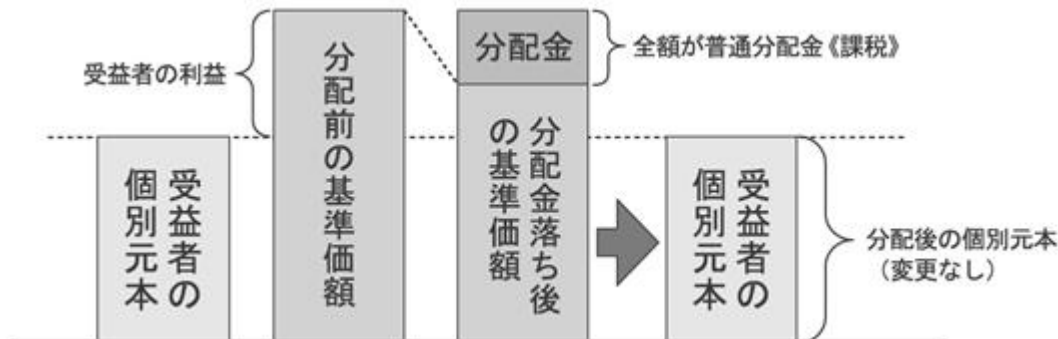 受益者の利益
受益者の
個別元本
分配前の基準価額
分配金
全額が普通分配金《課税》
分配金落ち後
の基準価額
受益者の
個別元本
分配後の個別元本
（変更なし）